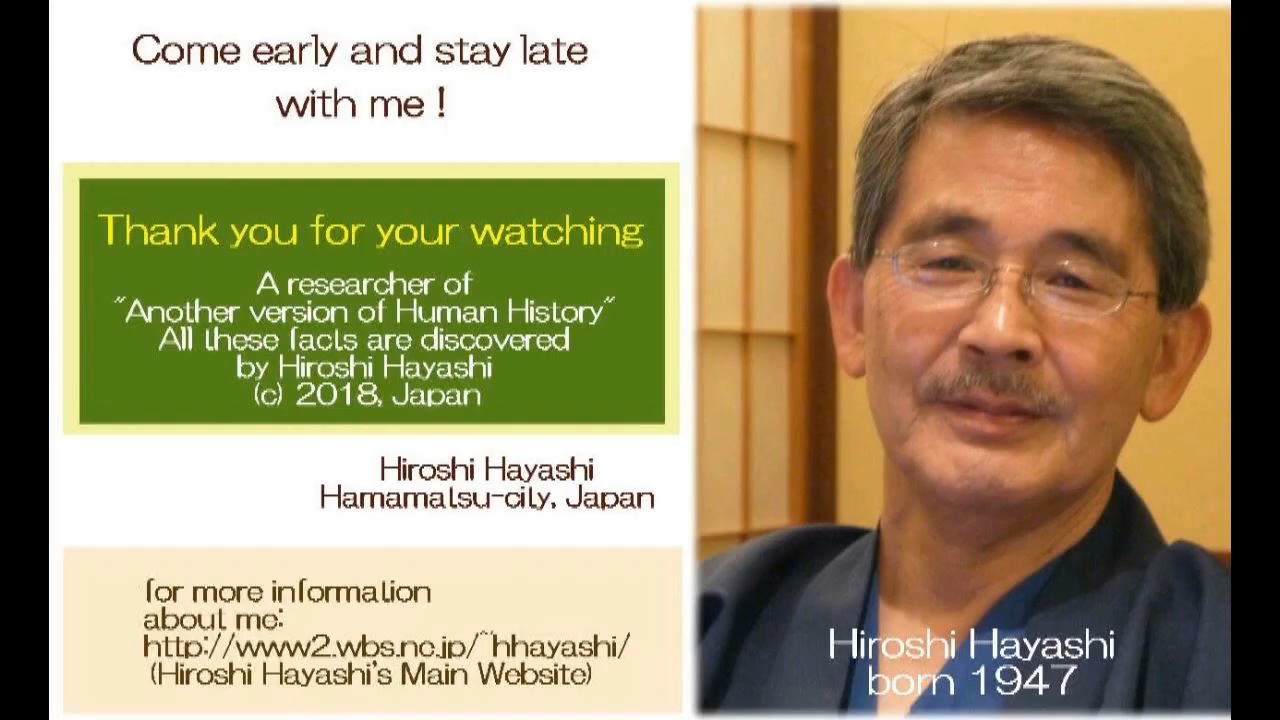 Come early and stay late
with me !
Thank you for your watching
A researcher of
"Another version of Human History"
All these facts are discovered
by Hiroshi Hayashi
(c) 2018, Japan
Hiroshi Hayashi
Hamamatsu-city, Japan
for more information
about me:
http://www2.wbs.ne.jp/~hhayashi/
(Hiroshi Hayashi's Main Website)
Hiroshi Hayashi
born 1947